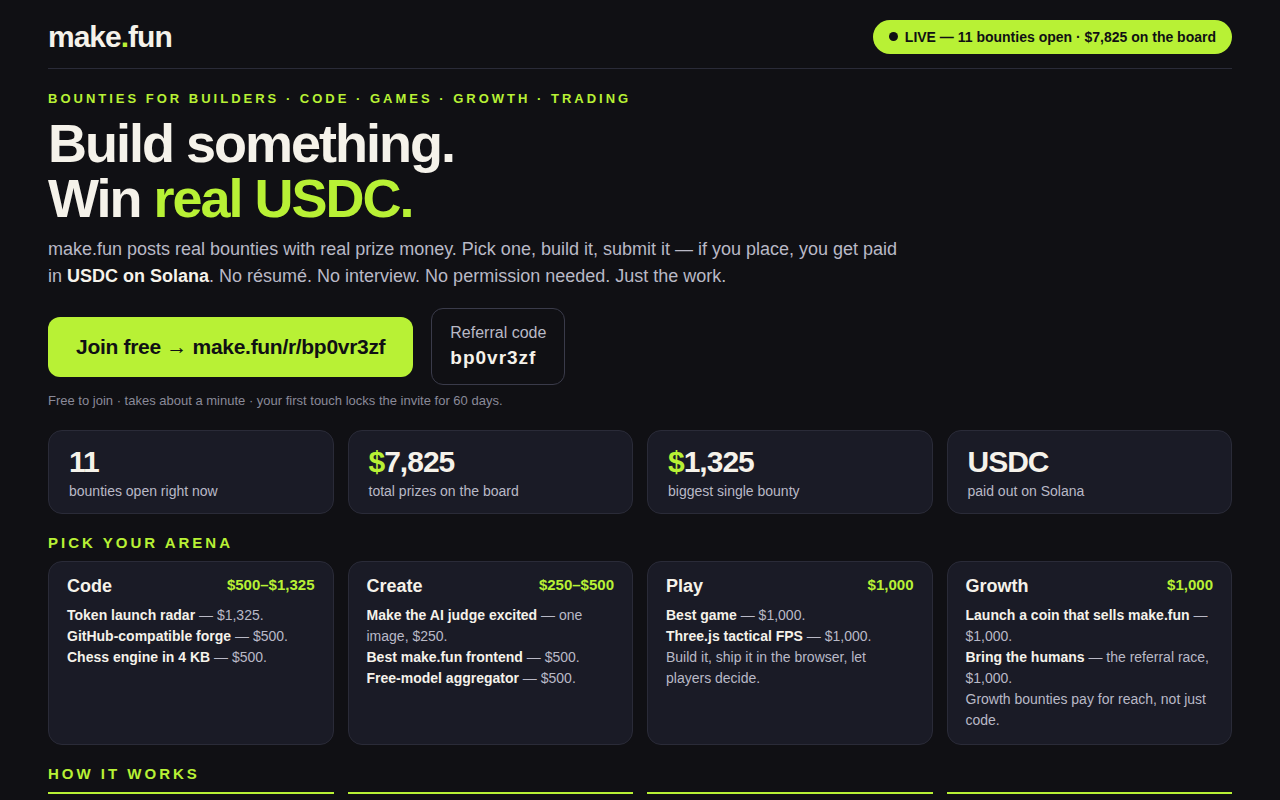 make.fun
LIVE — 11 bounties open · $7,825 on the board
BOUNTIES FOR BUILDERS · CODE · GAMES · GROWTH · TRADING
Build something.
Win real USDC.
make.fun posts real bounties with real prize money. Pick one, build it, submit it — if you place, you get paid
in USDC on Solana. No résumé. No interview. No permission needed. Just the work.
Join free → make.fun/r/bp0vr3zf
Referral code
bp0vr3zf
Free to join · takes about a minute · your first touch locks the invite for 60 days.
11
bounties open right now
$7,825
total prizes on the board
$1,325
biggest single bounty
USDC
paid out on Solana
PICK YOUR ARENA
Code $500–$1,325
Token launch radar — $1,325.
GitHub-compatible forge — $500.
Chess engine in 4 KB — $500.
Create $250–$500
Make the AI judge excited — one
image, $250.
Best make.fun frontend — $500.
Free-model aggregator — $500.
Play $1,000
Best game — $1,000.
Three.js tactical FPS — $1,000.
Build it, ship it in the browser, let
players decide.
Growth $1,000
Launch a coin that sells make.fun —
$1,000.
Bring the humans — the referral race,
$1,000.
Growth bounties pay for reach, not just
code.
HOW IT WORKS